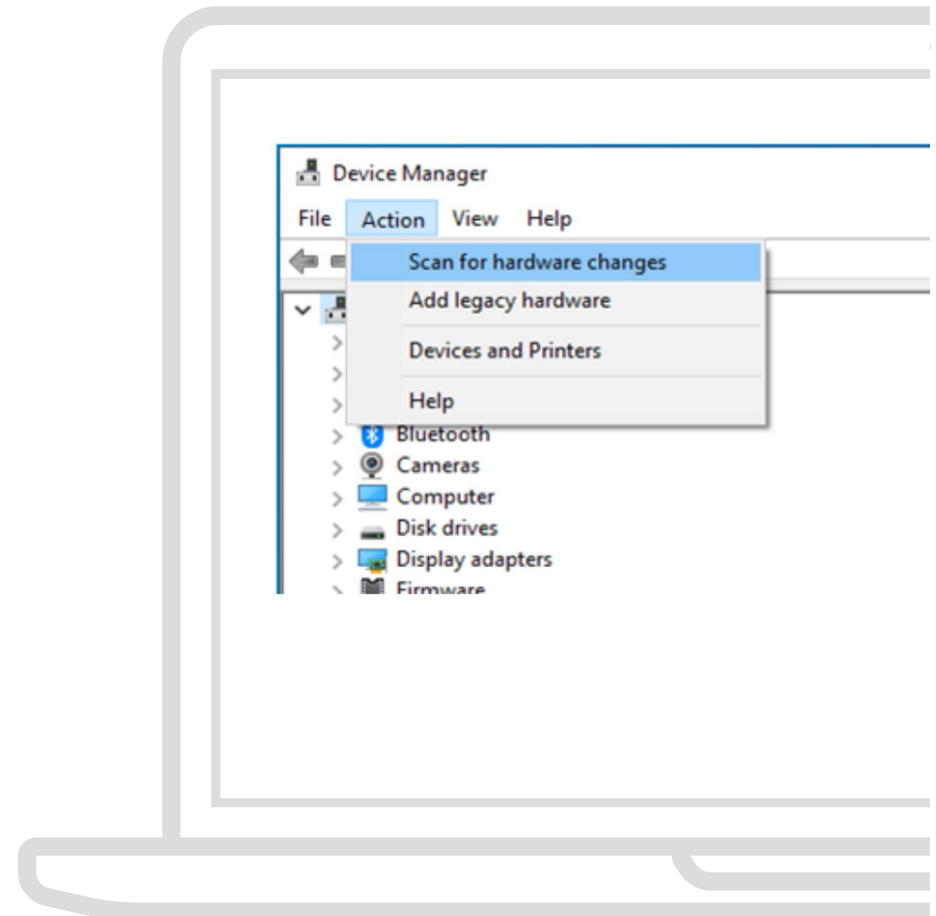 Device Manager
File Action View Help
Scan for hardware changes
Add legacy hardware
Devices and Printers
Help
Bluetooth
Cameras
Computer
Disk drives
Display adapters
Firmware